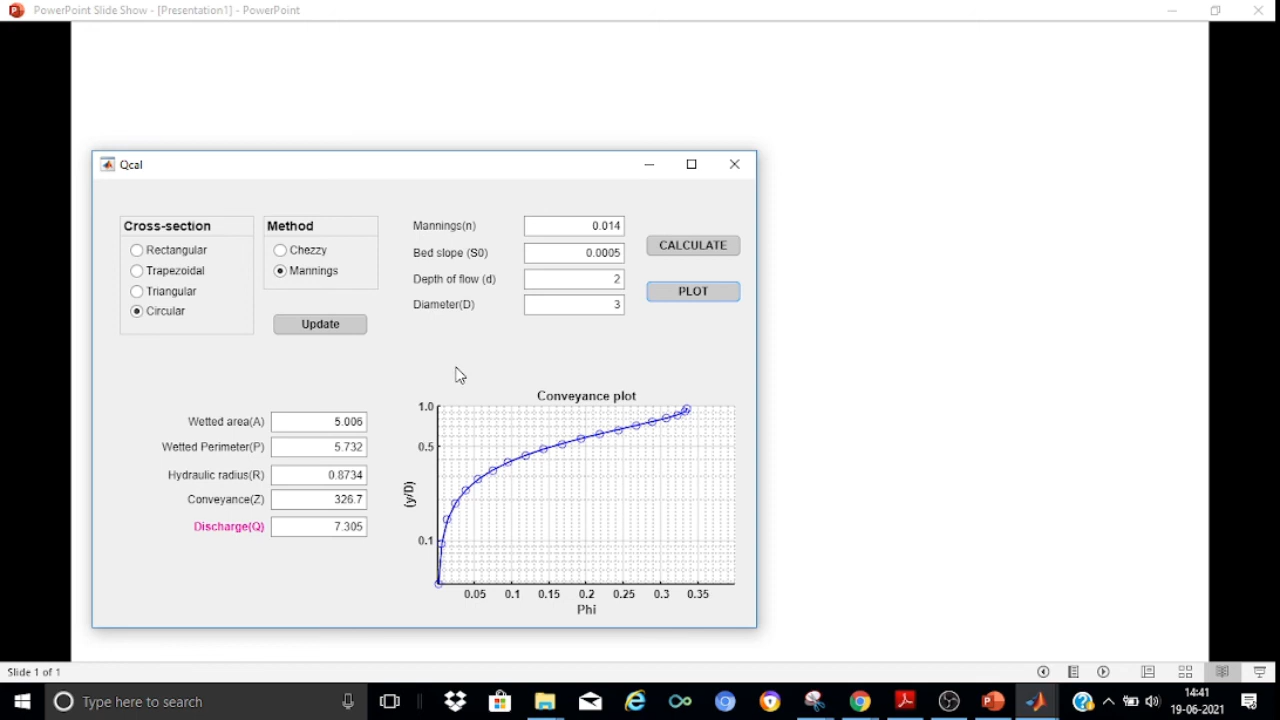 PowerPoint Slide Show - [Presentation1] - PowerPoint
Qcal
Cross-section
Rectangular
Trapezoidal
Triangular
Circular
Method
Chezzy
Mannings
Update
Mannings(n) 0.014
Bed slope (S0) 0.0005
Depth of flow (d) 2
Diameter(D) 3
CALCULATE
PLOT
Wetted area(A) 5.006
Wetted Perimeter(P) 5.732
Hydraulic radius(R) 0.8734
Conveyance(Z) 326.7
Discharge(Q) 7.305
Conveyance plot
1.0
0.5
0.1
(y/D)
0.05 0.1 0.15 0.2 0.25 0.3 0.35
Phi
Slide 1 of 1
Type here to search
14:41
19-06-2021